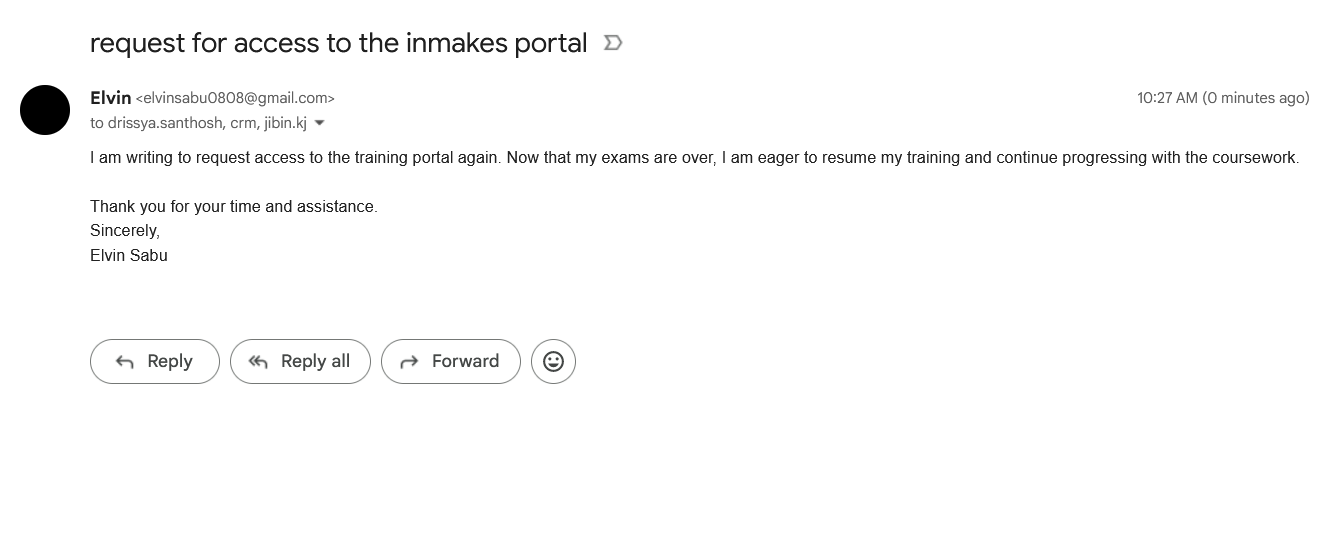 request for access to the inmakes portal
Elvin <elvinsabu0808@gmail.com>
10:27 AM (0 minutes ago)
to drissya.santhosh, crm, jibin.kj
I am writing to request access to the training portal again. Now that my exams are over, I am eager to resume my training and continue progressing with the coursework.
Thank you for your time and assistance.
Sincerely,
Elvin Sabu
Reply
Reply all
Forward